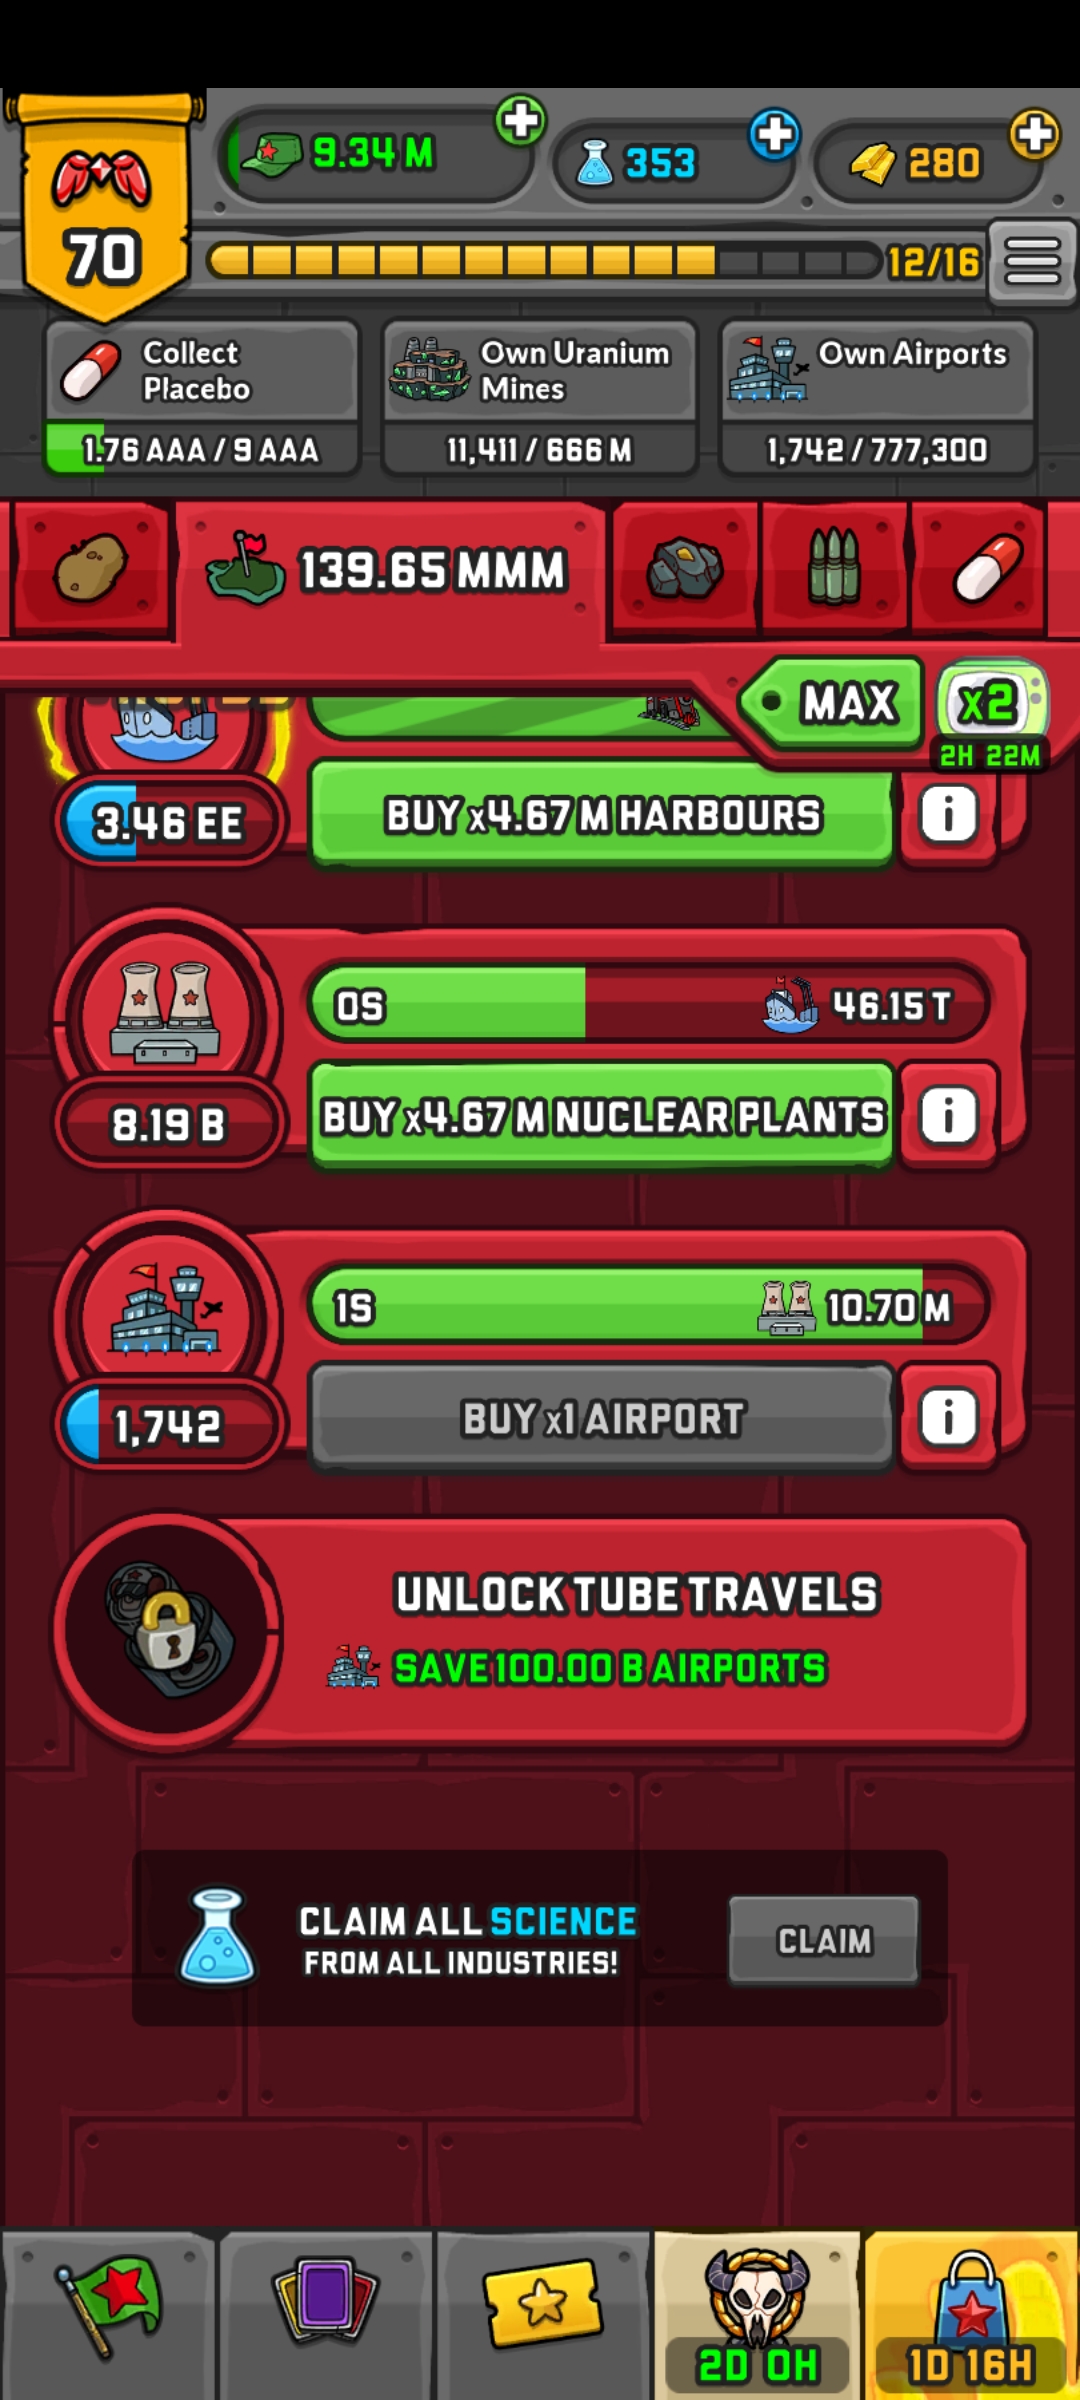 9.34 M
353
280
70
12/16
Collect
Placebo
Own Uranium
Mines
Own Airports
1.76 AAA / 9 AAA
11,411 / 666 M
1,742 / 777,300
139.65 MMM
MAX
x2
2H 22M
3.46 EE
BUY x4.67 M HARBOURS
i
0S
46.15 T
8.19 B
BUY x4.67 M NUCLEAR PLANTS
i
1S
10.70 M
1,742
BUY x1 AIRPORT
i
UNLOCK TUBE TRAVELS
SAVE 100.00 B AIRPORTS
CLAIM ALL SCIENCE
FROM ALL INDUSTRIES!
CLAIM
2D 0H
1D 16H